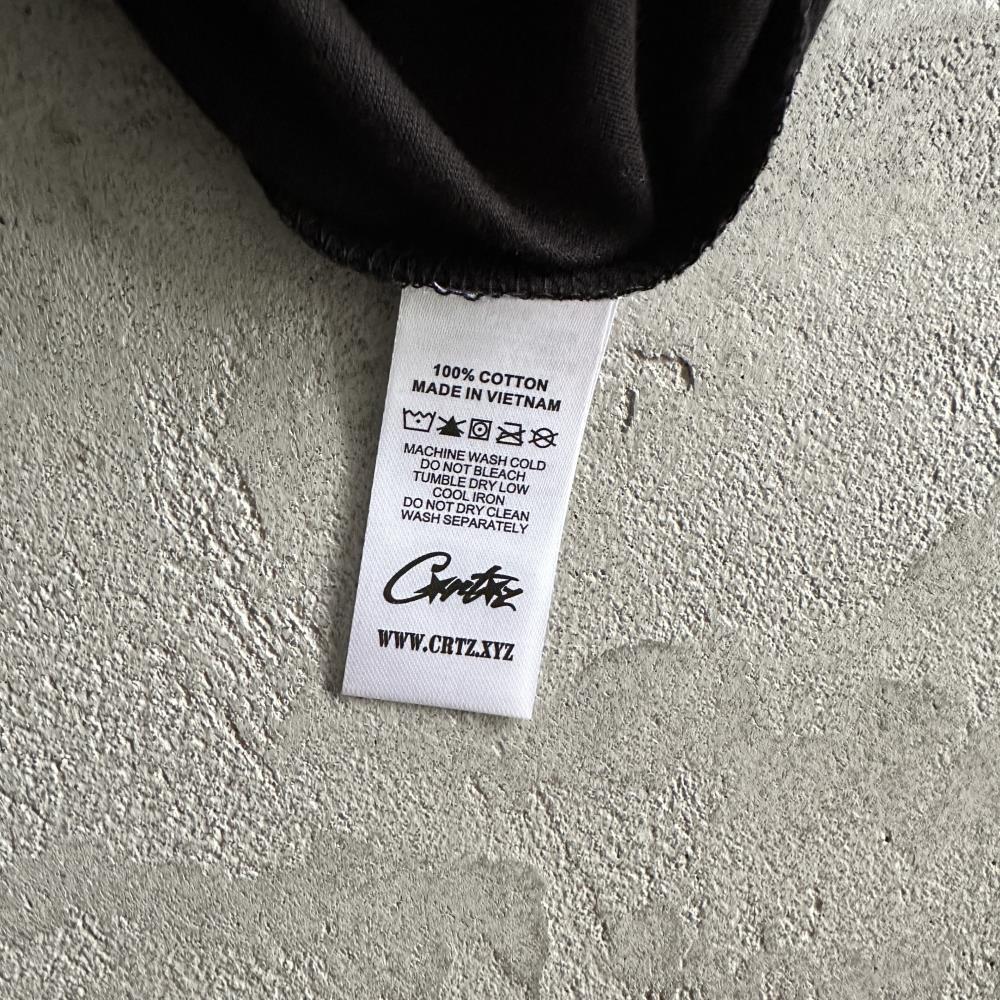 100% COTTON
MADE IN VIETNAM
MACHINE WASH COLD
DO NOT BLEACH
TUMBLE DRY LOW
COOL IRON
DO NOT DRY CLEAN
WASH SEPARATELY
Corteiz
WWW.CRTZ.XYZ